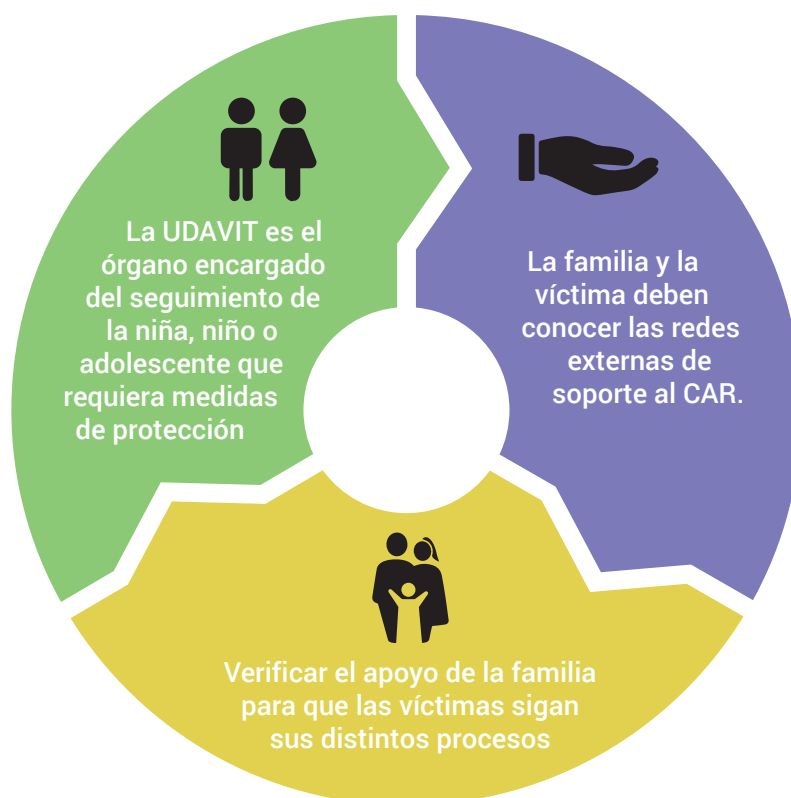 La UDAVIT es el
órgano encargado
del seguimiento de
la niña, niño o
adolescente que
requiera medidas
de protección
La familia y la
víctima deben
conocer las redes
externas de
soporte al CAR.
Verificar el apoyo de la familia
para que las víctimas sigan
sus distintos procesos